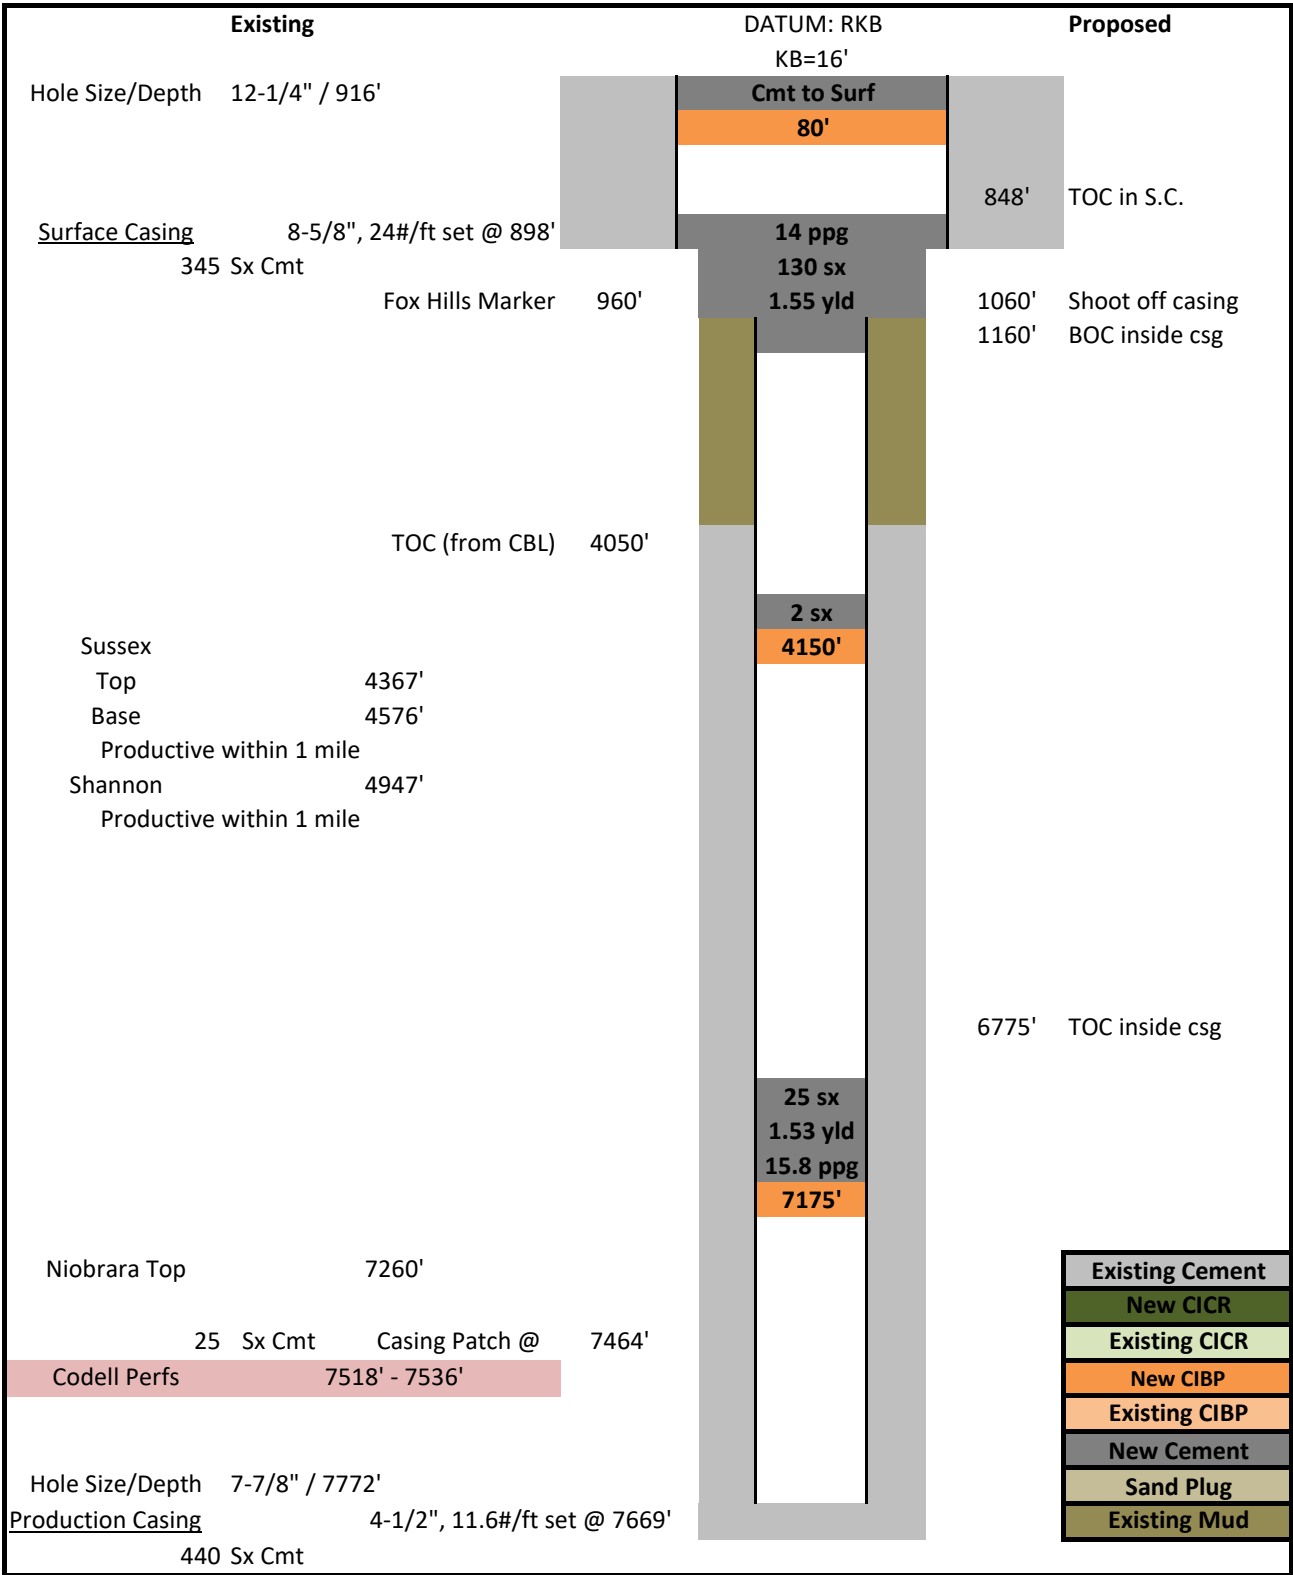 Existing DATUM: RKB Proposed
KB=16'
Hole Size/Depth 12-1/4" / 916' Cmt to Surf
80'
848' TOC in S.C.
Surface Casing 8-5/8", 24#/ft set @ 898' 14 ppg
345 Sx Cmt 130 sx
Fox Hills Marker 960' 1.55 yld 1060' Shoot off casing
1160' BOC inside csg
TOC (from CBL) 4050'
2 sx
Sussex 4150'
Top 4367'
Base 4576'
Productive within 1 mile
Shannon 4947'
Productive within 1 mile
6775' TOC inside csg
25 sx
1.53 yld
15.8 ppg
7175'
Niobrara Top 7260' Existing Cement
New CICR
25 Sx Cmt Casing Patch @ 7464' Existing CICR
Codell Perfs 7518' - 7536' New CIBP
Existing CIBP
New Cement
Hole Size/Depth 7-7/8" / 7772' Sand Plug
Production Casing 4-1/2", 11.6#/ft set @ 7669' Existing Mud
440 Sx Cmt